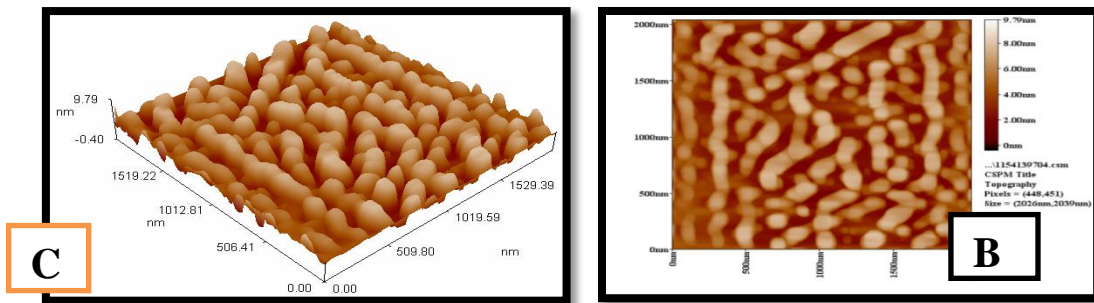 9.79
nm
-0.40
1519.22
1012.81
nm
506.41
0.00
0.00
509.80
1019.59
nm
1529.39
C
2000nm
1500nm
1000nm
500nm
0nm
0nm
500nm
1000nm
1500nm
9.79nm
8.00nm
6.00nm
4.00nm
2.00nm
0nm
...\1154139704.csm
CSPM Title
Topography
Pixels = (448,451)
Size = (2026nm,2039nm)
B